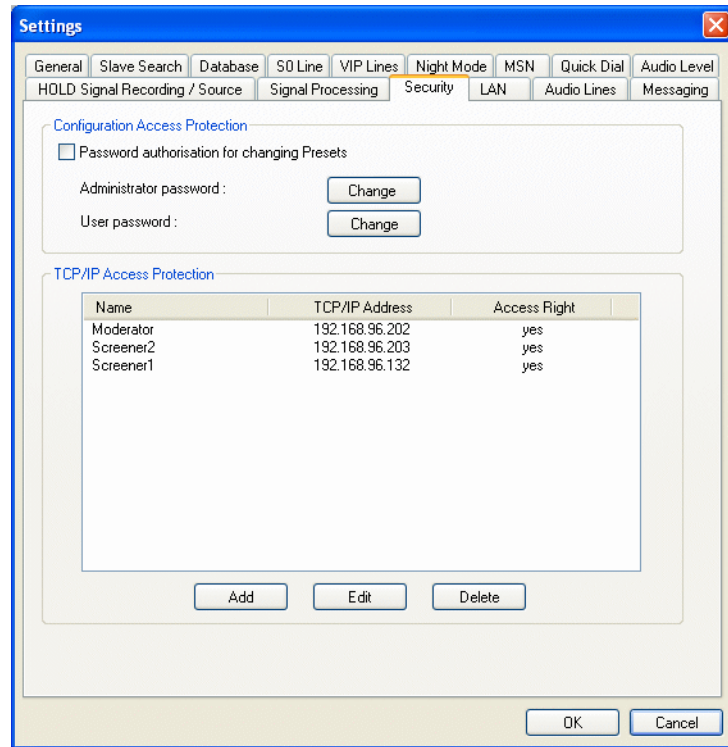 Settings
General Slave Search Database S0 Line VIP Lines Night Mode MSN Quick Dial Audio Level
HOLD Signal Recording / Source Signal Processing Security LAN Audio Lines Messaging
Configuration Access Protection
Password authorisation for changing Presets
Administrator password : Change
User password : Change
TCP/IP Access Protection
Name TCP/IP Address Access Right
Moderator 192.168.96.202 yes
Screener2 192.168.96.203 yes
Screener1 192.168.96.132 yes
Add Edit Delete
OK Cancel